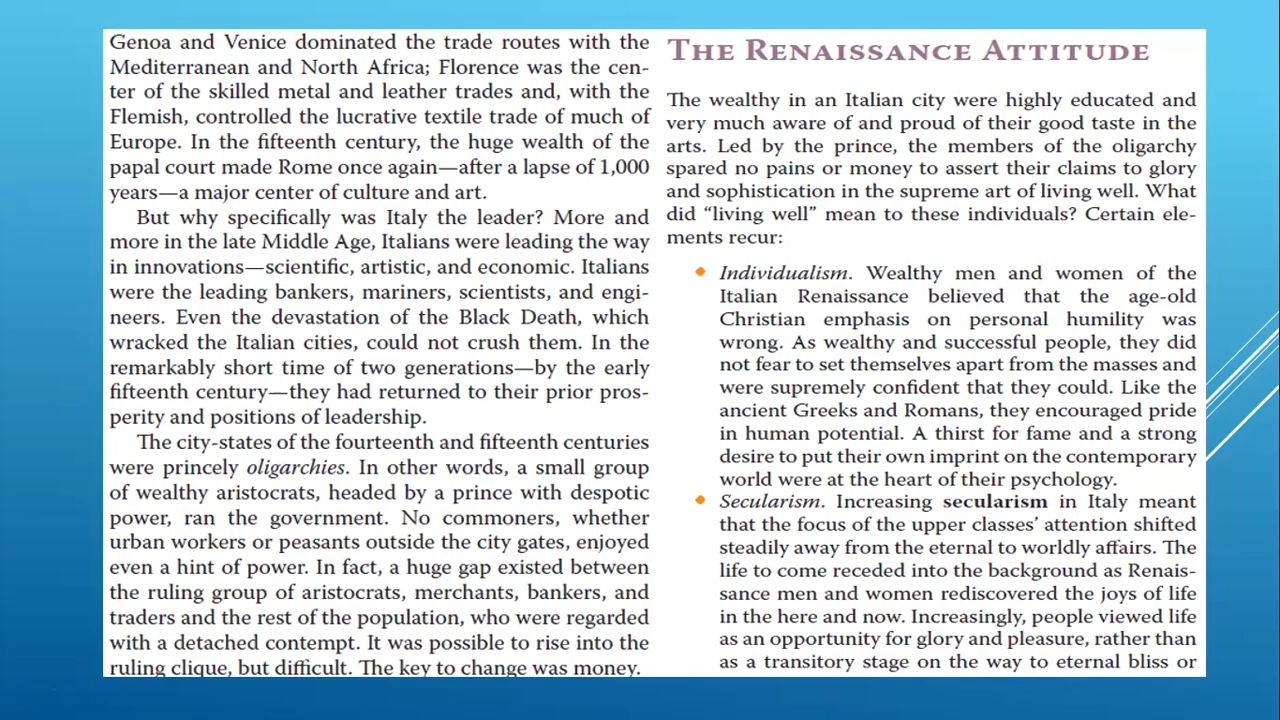 Genoa and Venice dominated the trade routes with the
Mediterranean and North Africa; Florence was the cen-
ter of the skilled metal and leather trades and, with the
Flemish, controlled the lucrative textile trade of much of
Europe. In the fifteenth century, the huge wealth of the
papal court made Rome once again—after a lapse of 1,000
years—a major center of culture and art.
But why specifically was Italy the leader? More and
more in the late Middle Age, Italians were leading the way
in innovations—scientific, artistic, and economic. Italians
were the leading bankers, mariners, scientists, and engi-
neers. Even the devastation of the Black Death, which
wracked the Italian cities, could not crush them. In the
remarkably short time of two generations—by the early
fifteenth century—they had returned to their prior pros-
perity and positions of leadership.
The city-states of the fourteenth and fifteenth centuries
were princely oligarchies. In other words, a small group
of wealthy aristocrats, headed by a prince with despotic
power, ran the government. No commoners, whether
urban workers or peasants outside the city gates, enjoyed
even a hint of power. In fact, a huge gap existed between
the ruling group of aristocrats, merchants, bankers, and
traders and the rest of the population, who were regarded
with a detached contempt. It was possible to rise into the
ruling clique, but difficult. The key to change was money.
THE RENAISSANCE ATTITUDE
The wealthy in an Italian city were highly educated and
very much aware of and proud of their good taste in the
arts. Led by the prince, the members of the oligarchy
spared no pains or money to assert their claims to glory
and sophistication in the supreme art of living well. What
did “living well” mean to these individuals? Certain ele-
ments recur:
• Individualism. Wealthy men and women of the
Italian Renaissance believed that the age-old
Christian emphasis on personal humility was
wrong. As wealthy and successful people, they did
not fear to set themselves apart from the masses and
were supremely confident that they could. Like the
ancient Greeks and Romans, they encouraged pride
in human potential. A thirst for fame and a strong
desire to put their own imprint on the contemporary
world were at the heart of their psychology.
• Secularism. Increasing secularism in Italy meant
that the focus of the upper classes’ attention shifted
steadily away from the eternal to worldly affairs. The
life to come receded into the background as Renais-
sance men and women rediscovered the joys of life
in the here and now. Increasingly, people viewed life
as an opportunity for glory and pleasure, rather than
as a transitory stage on the way to eternal bliss or